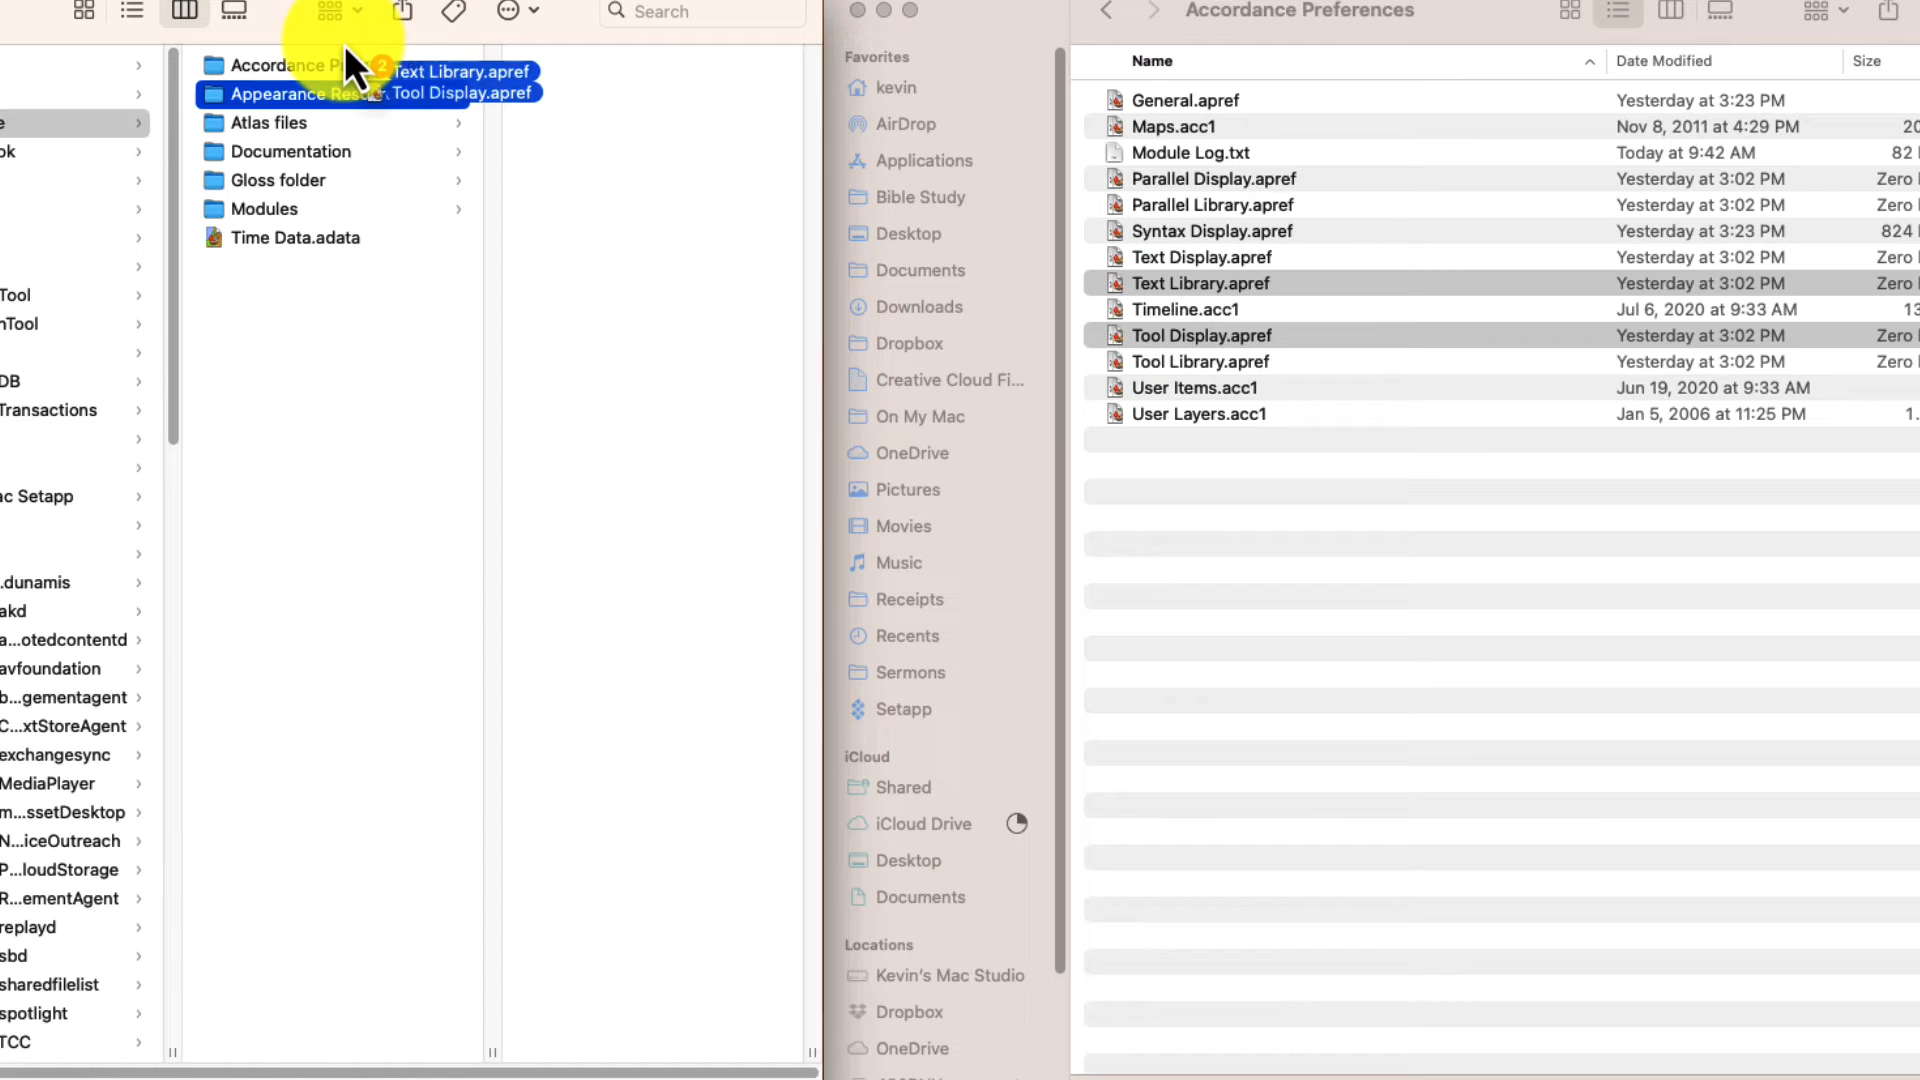 Search
Accordance P
2
Text Library.apref
Appearance Res
Tool Display.apref
e
Atlas files
ok
Documentation
Gloss folder
Modules
Time Data.adata
Tool
nTool
DB
Transactions
ac Setapp
.dunamis
akd
a...otedcontentd
avfoundation
b...gementagent
C...xtStoreAgent
exchangesync
MediaPlayer
m...ssetDesktop
N...iceOutreach
P...loudStorage
R...ementAgent
replayd
sbd
sharedfilelist
spotlight
TCC
Favorites
kevin
AirDrop
Applications
Bible Study
Desktop
Documents
Downloads
Dropbox
Creative Cloud Fi...
On My Mac
OneDrive
Pictures
Movies
Music
Receipts
Recents
Sermons
Setapp
iCloud
Shared
iCloud Drive
Desktop
Documents
Locations
Kevin's Mac Studio
Dropbox
OneDrive
Accordance Preferences
Name Date Modified Size
General.apref Yesterday at 3:23 PM
Maps.acc1 Nov 8, 2011 at 4:29 PM 20
Module Log.txt Today at 9:42 AM 82
Parallel Display.apref Yesterday at 3:02 PM Zero
Parallel Library.apref Yesterday at 3:02 PM Zero
Syntax Display.apref Yesterday at 3:23 PM 824
Text Display.apref Yesterday at 3:02 PM Zero
Text Library.apref Yesterday at 3:02 PM Zero
Timeline.acc1 Jul 6, 2020 at 9:33 AM 13
Tool Display.apref Yesterday at 3:02 PM Zero
Tool Library.apref Yesterday at 3:02 PM Zero
User Items.acc1 Jun 19, 2020 at 9:33 AM
User Layers.acc1 Jan 5, 2006 at 11:25 PM 1.